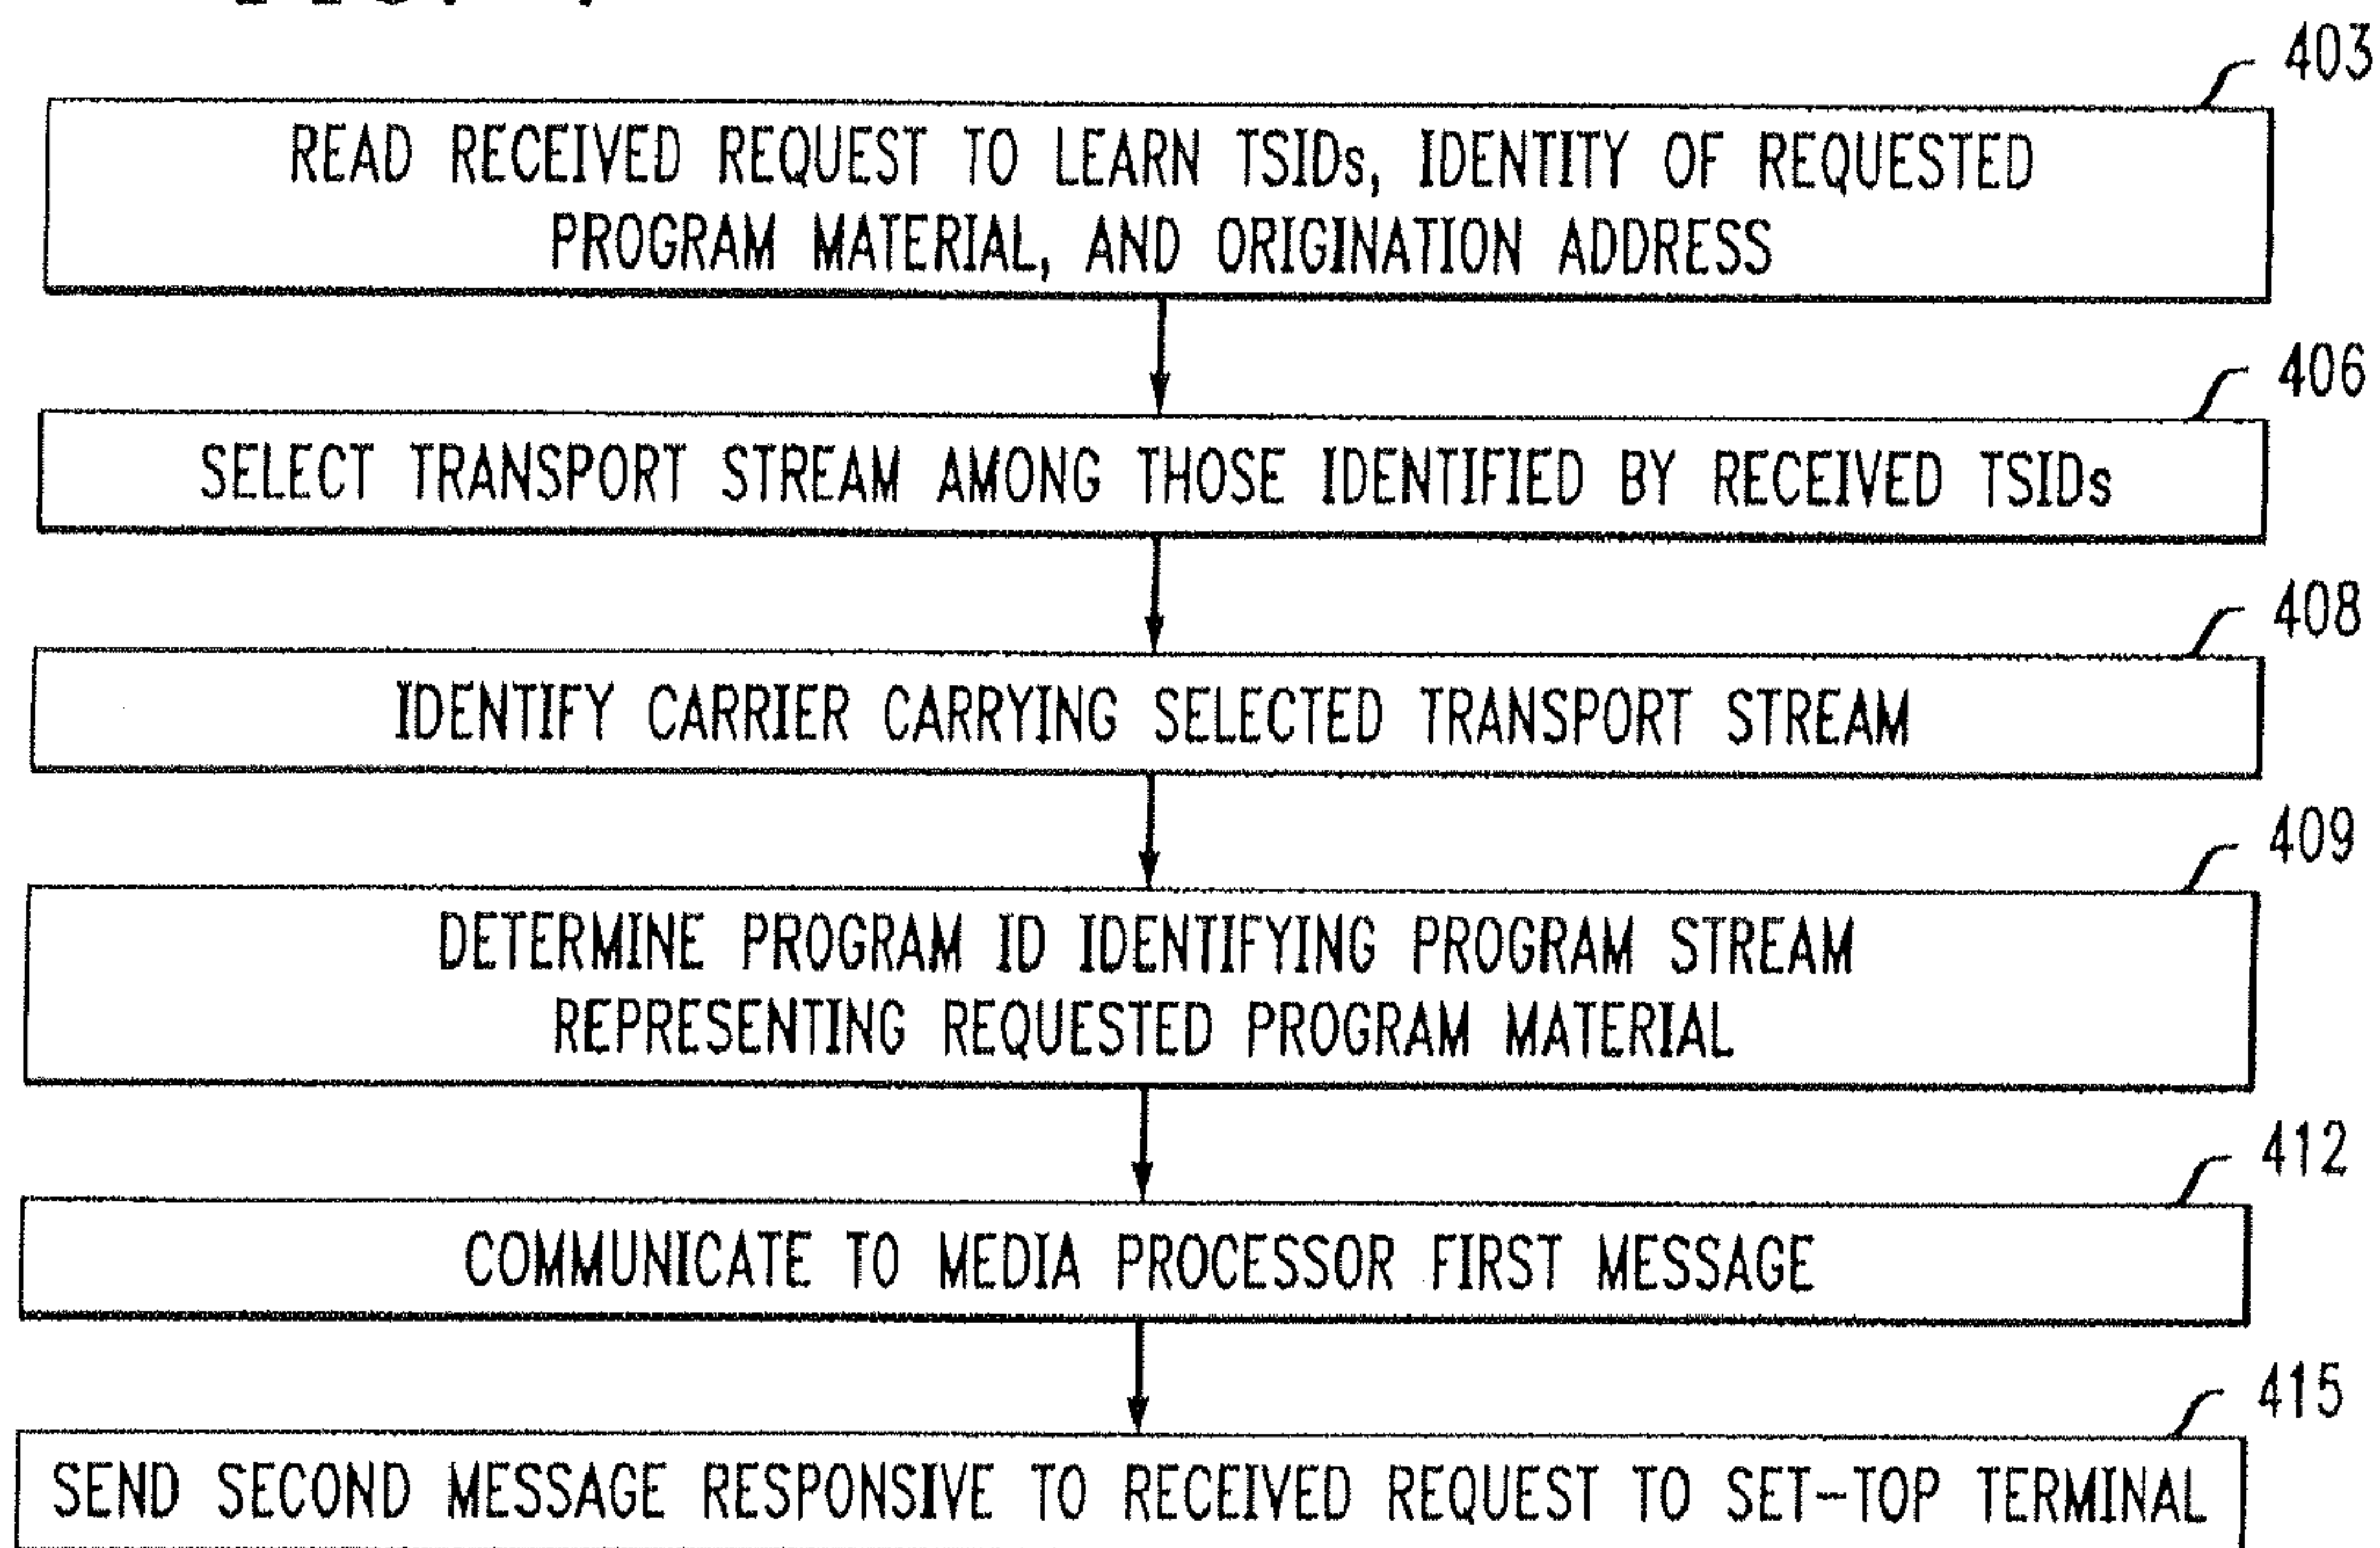 403
READ RECEIVED REQUEST TO LEARN TSIDs, IDENTITY OF REQUESTED
PROGRAM MATERIAL, AND ORIGINATION ADDRESS
406
SELECT TRANSPORT STREAM AMONG THOSE IDENTIFIED BY RECEIVED TSIDs
408
IDENTIFY CARRIER CARRYING SELECTED TRANSPORT STREAM
409
DETERMINE PROGRAM ID IDENTIFYING PROGRAM STREAM
REPRESENTING REQUESTED PROGRAM MATERIAL
412
COMMUNICATE TO MEDIA PROCESSOR FIRST MESSAGE
415
SEND SECOND MESSAGE RESPONSIVE TO RECEIVED REQUEST TO SET-TOP TERMINAL